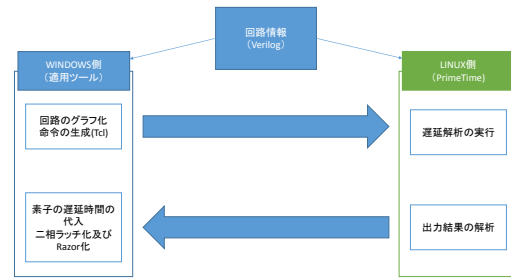 回路情報
（Verilog）
WINDOWS側
（適用ツール）
LINUX側
（PrimeTime)
回路のグラフ化
命令の生成(Tcl)
遅延解析の実行
素子の遅延時間の
代入
二相ラッチ化及び
Razor化
出力結果の解析